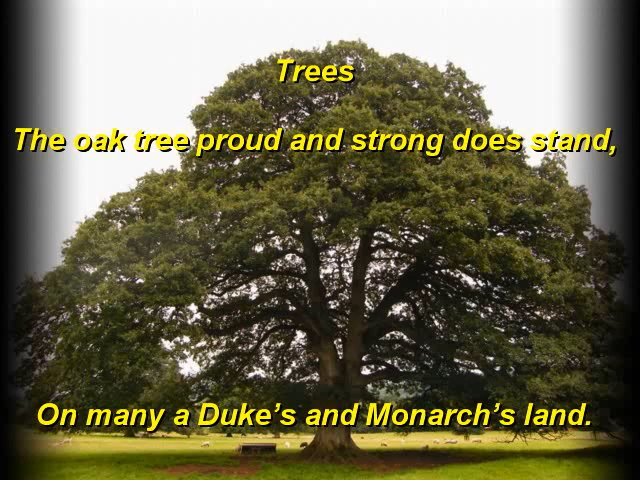 Trees
The oak tree proud and strong does stand,
On many a Duke’s and Monarch’s land.